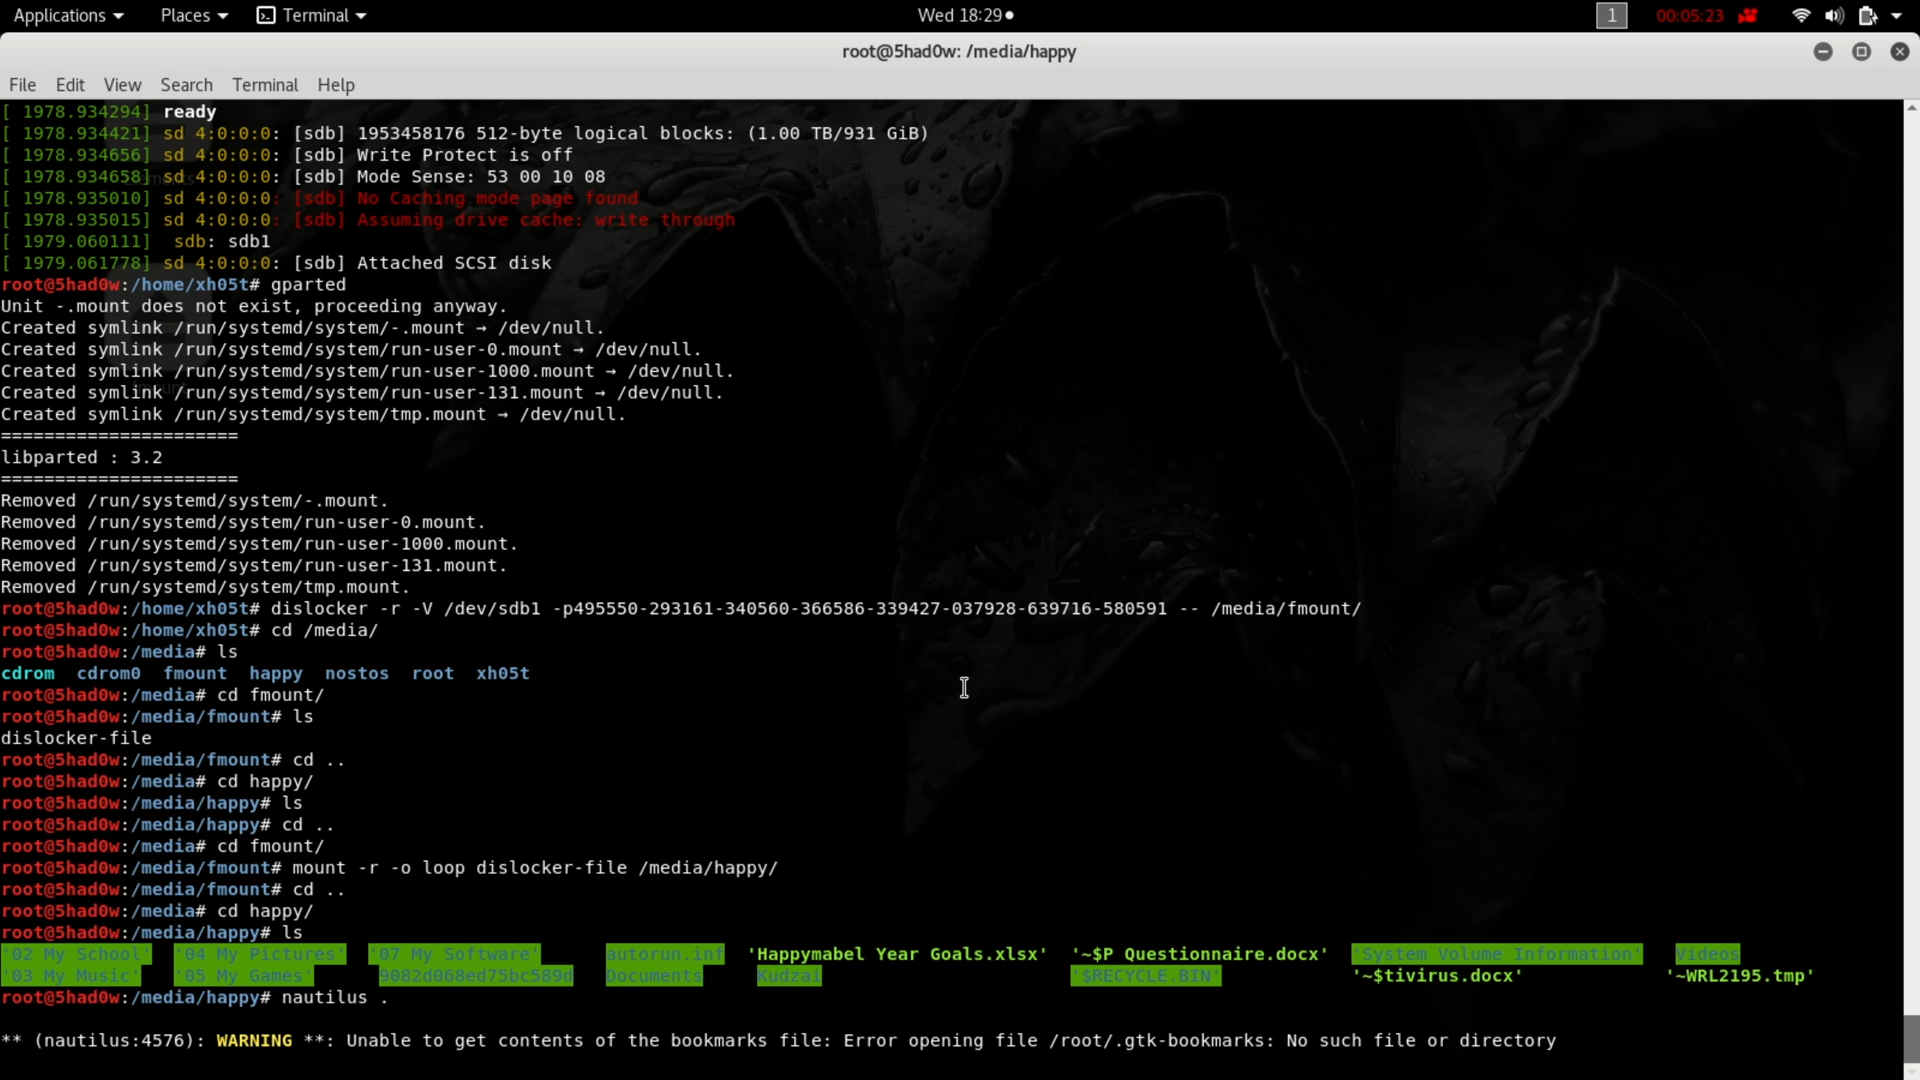 Applications Places Terminal Wed 18:29 1 00:05:23
root@5had0w: /media/happy
File Edit View Search Terminal Help
[ 1978.934294] ready
[ 1978.934421] sd 4:0:0:0: [sdb] 1953458176 512-byte logical blocks: (1.00 TB/931 GiB)
[ 1978.934656] sd 4:0:0:0: [sdb] Write Protect is off
[ 1978.934658] sd 4:0:0:0: [sdb] Mode Sense: 53 00 10 08
[ 1978.935010] sd 4:0:0:0: [sdb] No Caching mode page found
[ 1978.935015] sd 4:0:0:0: [sdb] Assuming drive cache: write through
[ 1979.060111]  sdb: sdb1
[ 1979.061778] sd 4:0:0:0: [sdb] Attached SCSI disk
root@5had0w:/home/xh05t# gparted
Unit -.mount does not exist, proceeding anyway.
Created symlink /run/systemd/system/-.mount → /dev/null.
Created symlink /run/systemd/system/run-user-0.mount → /dev/null.
Created symlink /run/systemd/system/run-user-1000.mount → /dev/null.
Created symlink /run/systemd/system/run-user-131.mount → /dev/null.
Created symlink /run/systemd/system/tmp.mount → /dev/null.
======================
libparted : 3.2
======================
Removed /run/systemd/system/-.mount.
Removed /run/systemd/system/run-user-0.mount.
Removed /run/systemd/system/run-user-1000.mount.
Removed /run/systemd/system/run-user-131.mount.
Removed /run/systemd/system/tmp.mount.
root@5had0w:/home/xh05t# dislocker -r -V /dev/sdb1 -p495550-293161-340560-366586-339427-037928-639716-580591 -- /media/fmount/
root@5had0w:/home/xh05t# cd /media/
root@5had0w:/media# ls
cdrom  cdrom0  fmount  happy  nostos  root  xh05t
root@5had0w:/media# cd fmount/
root@5had0w:/media/fmount# ls
dislocker-file
root@5had0w:/media/fmount# cd ..
root@5had0w:/media# cd happy/
root@5had0w:/media/happy# ls
root@5had0w:/media/happy# cd ..
root@5had0w:/media# cd fmount/
root@5had0w:/media/fmount# mount -r -o loop dislocker-file /media/happy/
root@5had0w:/media/fmount# cd ..
root@5had0w:/media# cd happy/
root@5had0w:/media/happy# ls
'02 My School'  '04 My Pictures'  '07 My Software'  autorun.inf  'Happymabel Year Goals.xlsx'  '~$P Questionnaire.docx'  'System Volume Information'  Videos
'03 My Music'  '05 My Games'  9082d068ed75bc589d  Documents  Kudzai  '$RECYCLE.BIN'  '~$tivirus.docx'  '~WRL2195.tmp'
root@5had0w:/media/happy# nautilus .
** (nautilus:4576): WARNING **: Unable to get contents of the bookmarks file: Error opening file /root/.gtk-bookmarks: No such file or directory